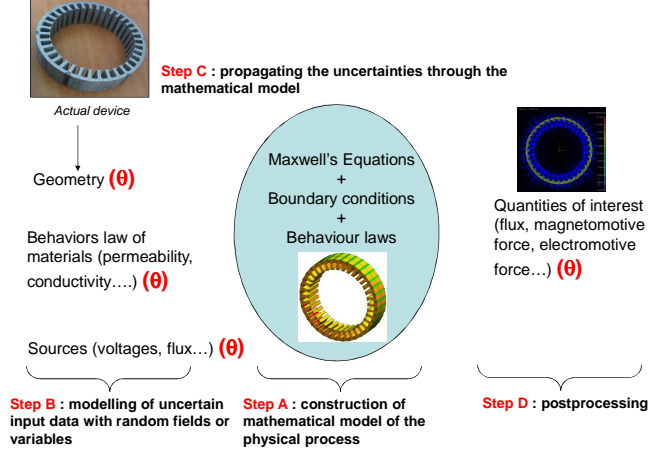 Step C : propagating the uncertainties through the
mathematical model
Actual device
Geometry (θ)
Behaviors law of
materials (permeability,
conductivity….) (θ)
Sources (voltages, flux…) (θ)
Maxwell's Equations
+
Boundary conditions
+
Behaviour laws
Quantities of interest
(flux, magnetomotive
force, electromotive
force…) (θ)
Step B : modelling of uncertain
input data with random fields or
variables
Step A : construction of
mathematical model of the
physical process
Step D : postprocessing